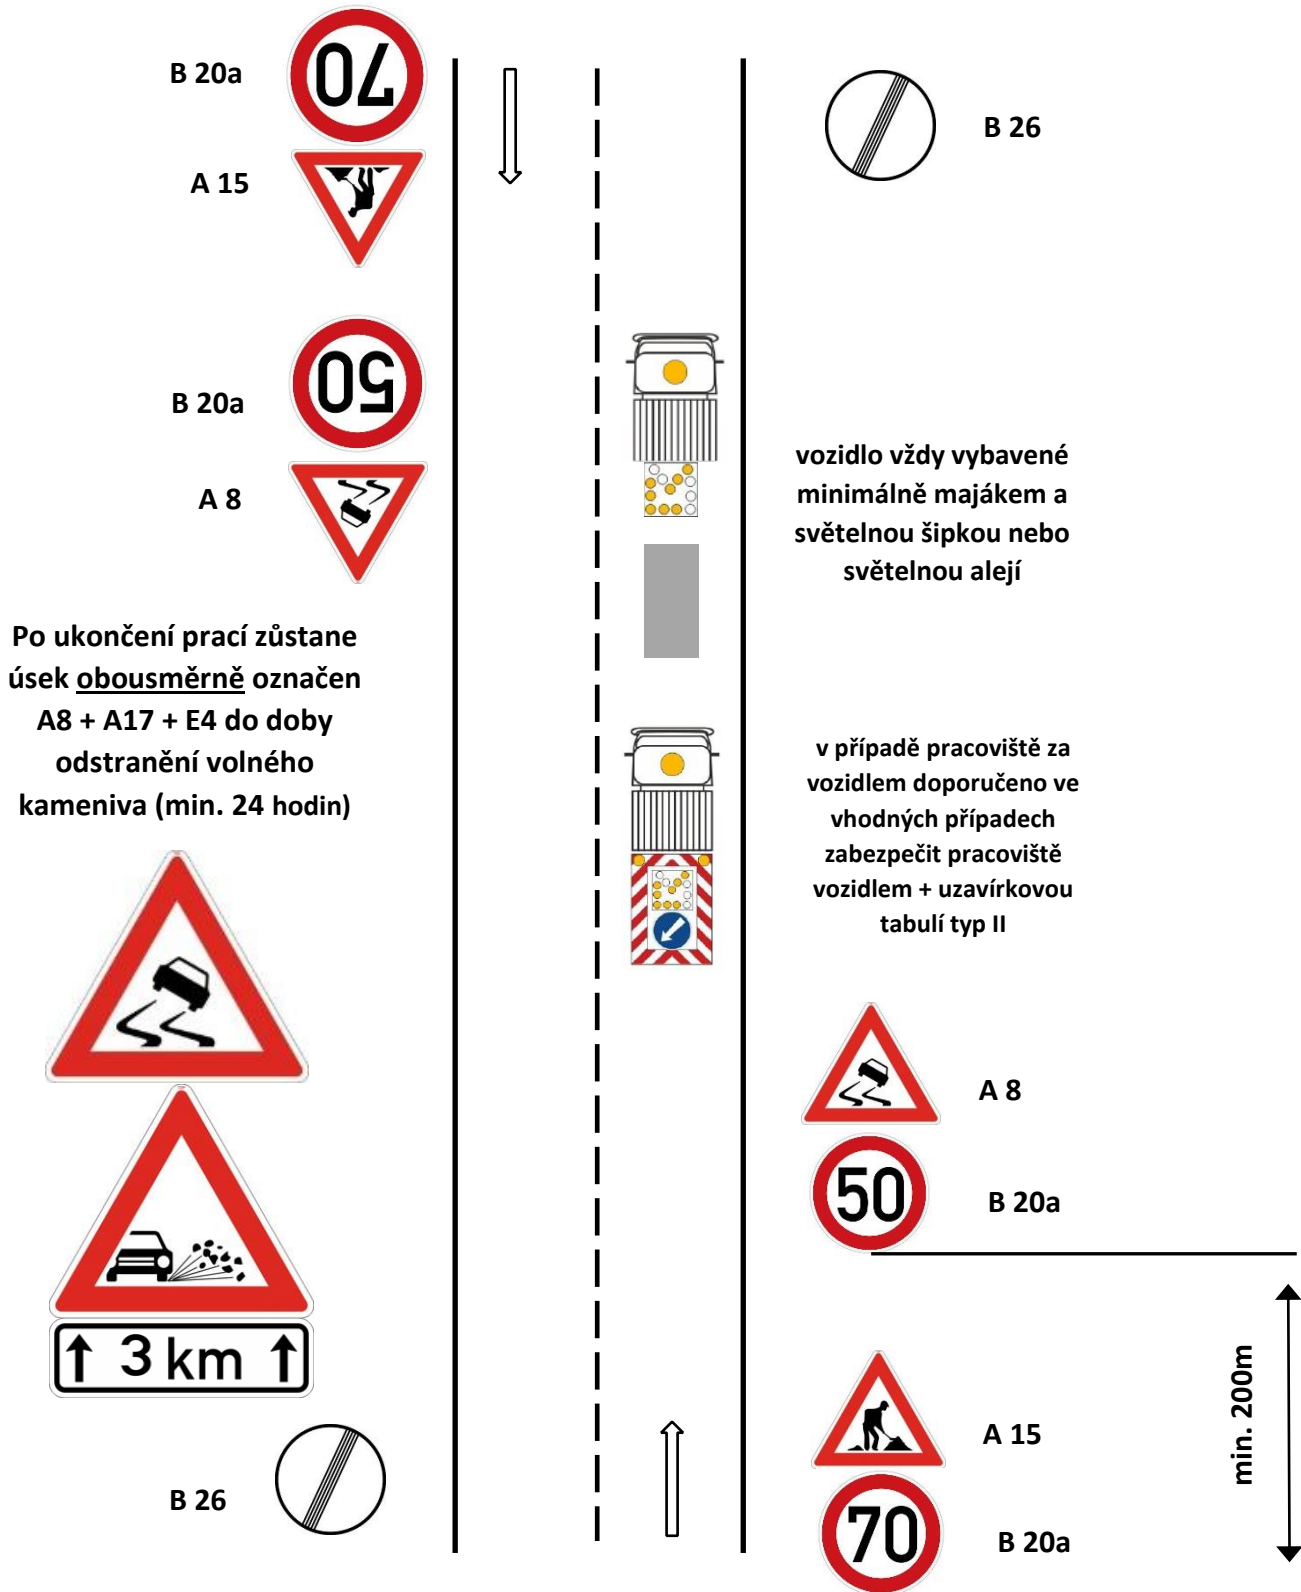 B 20a
70
A 15
B 26
B 20a
50
A 8
vozidlo vždy vybavené
minimálně majákem a
světelnou šipkou nebo
světelnou alejí
Po ukončení prací zůstane
úsek obousměrně označen
A8 + A17 + E4 do doby
odstranění volného
kameniva (min. 24 hodin)
v případě pracoviště za
vozidlem doporučeno ve
vhodných případech
zabezpečit pracoviště
vozidlem + uzavírkovou
tabulí typ II
A 8
50
B 20a
3 km
min. 200m
A 15
B 26
70
B 20a